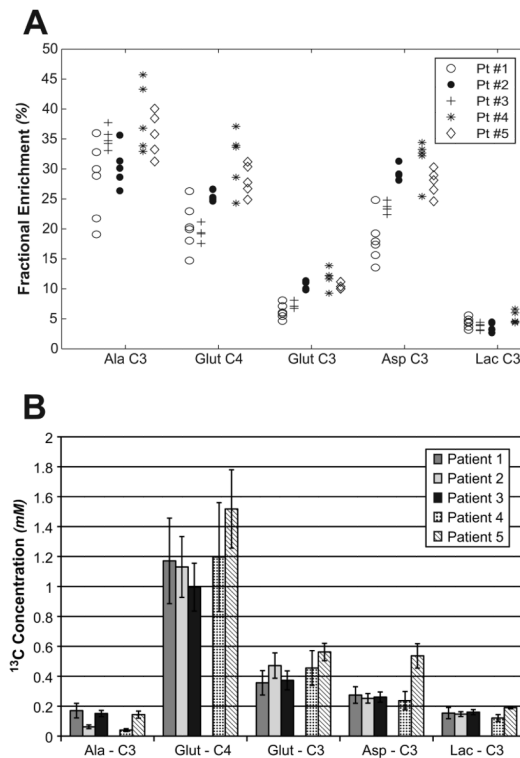 A
Fractional Enrichment (%)
50
45
40
35
30
25
20
15
10
5
0
Pt #1
Pt #2
Pt #3
Pt #4
Pt #5
Ala C3 Glut C4 Glut C3 Asp C3 Lac C3
B
¹³C Concentration (mM)
2
1.8
1.6
1.4
1.2
1
0.8
0.6
0.4
0.2
0
Patient 1
Patient 2
Patient 3
Patient 4
Patient 5
Ala - C3 Glut - C4 Glut - C3 Asp - C3 Lac - C3